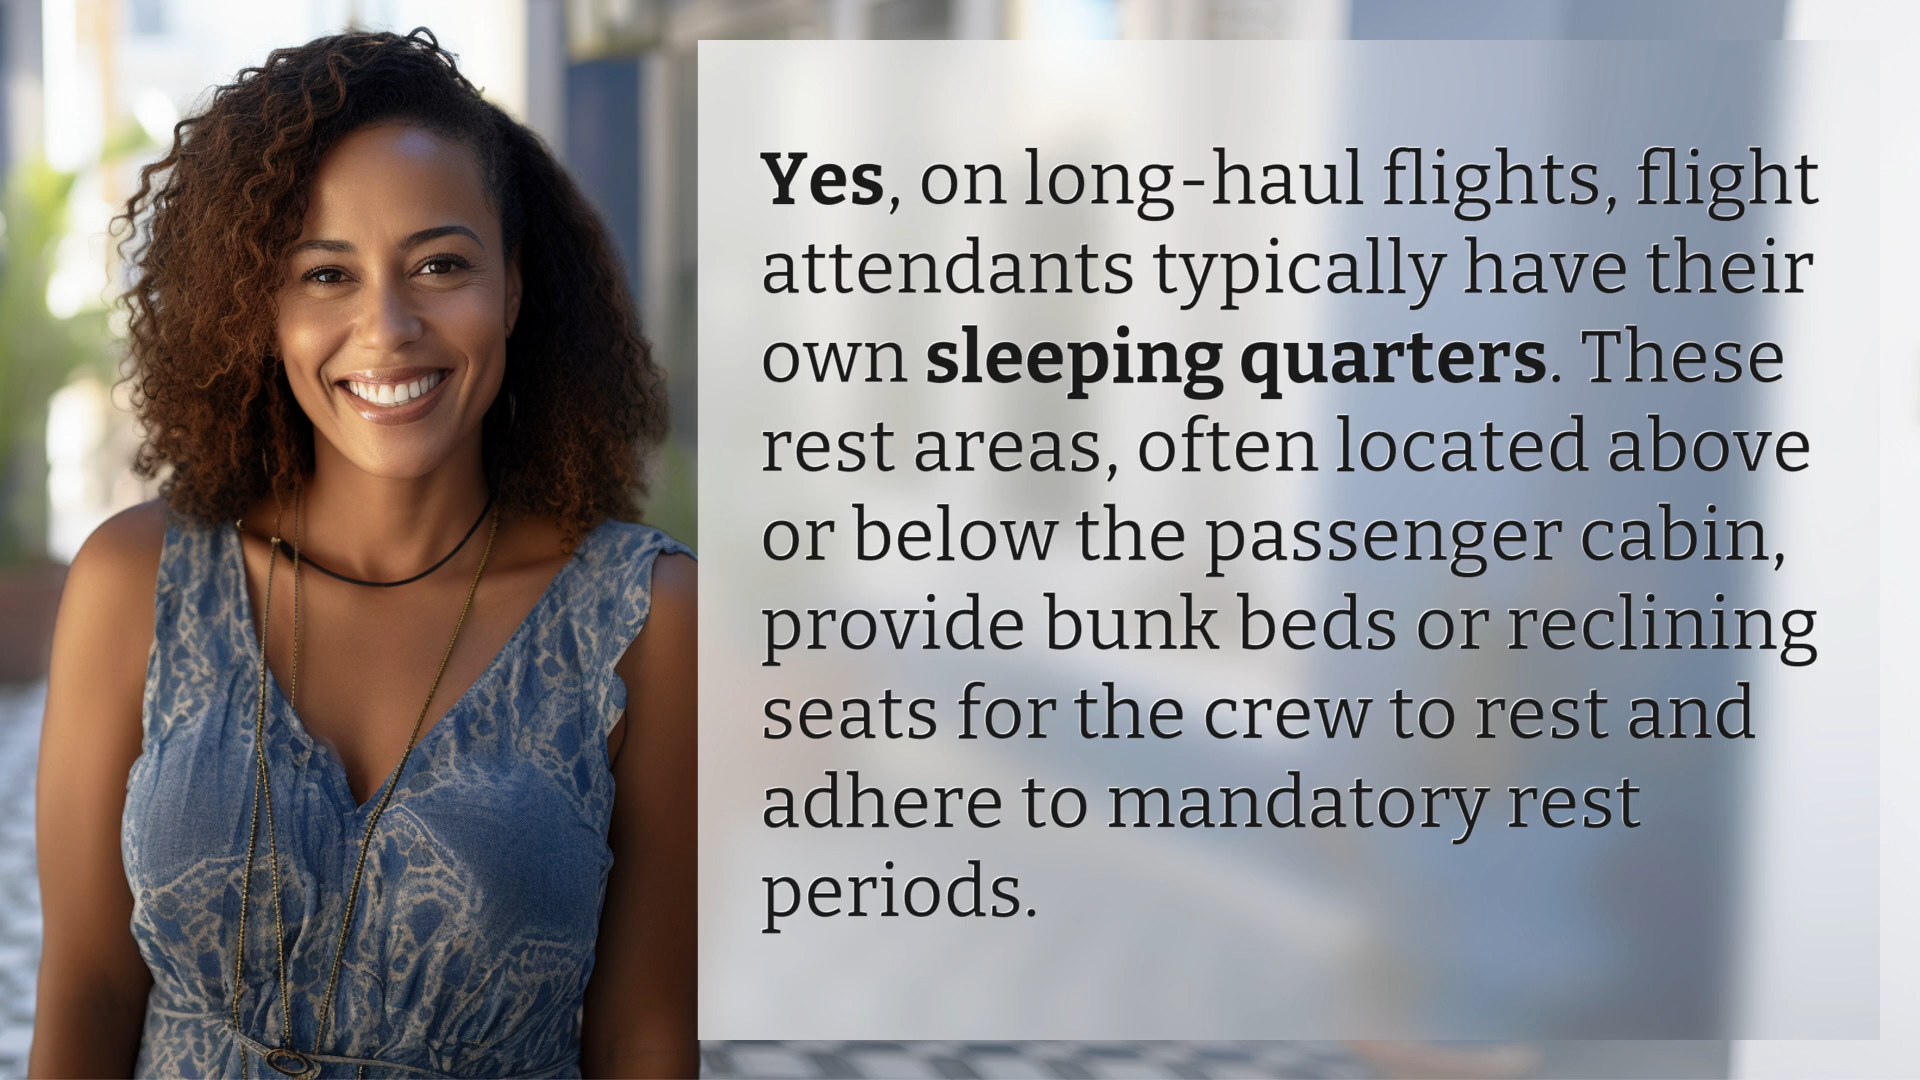 Yes, on long-haul flights, flight
attendants typically have their
own sleeping quarters. These
rest areas, often located above
or below the passenger cabin,
provide bunk beds or reclining
seats for the crew to rest and
adhere to mandatory rest
periods.